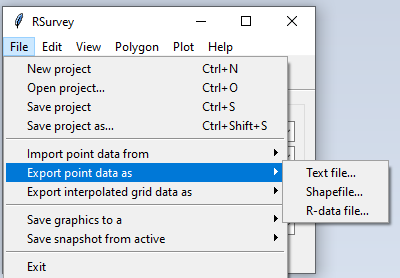 RSurvey
File Edit View Polygon Plot Help
New project Ctrl+N
Open project... Ctrl+O
Save project Ctrl+S
Save project as... Ctrl+Shift+S
Import point data from
Export point data as
Text file...
Shapefile...
R-data file...
Export interpolated grid data as
Save graphics to a
Save snapshot from active
Exit